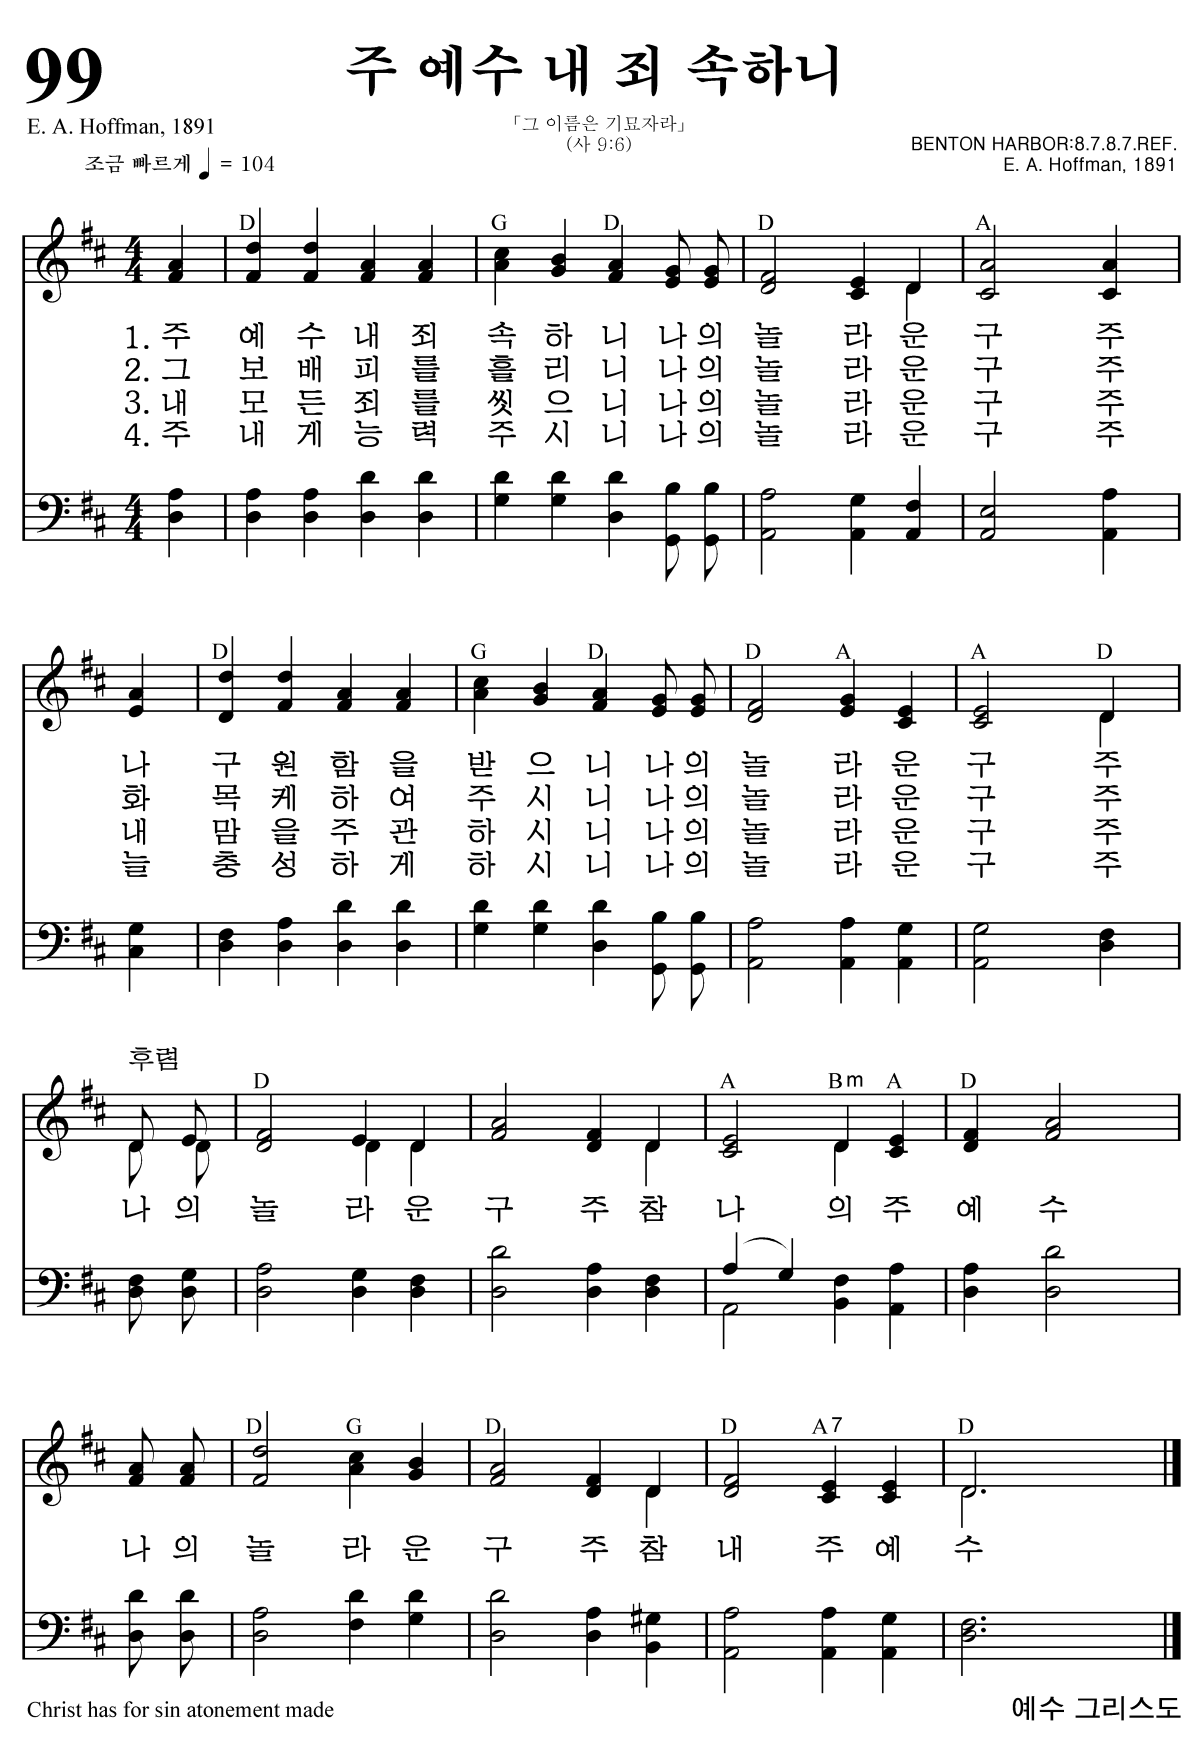 99
주 예수 내 죄 속하니
E. A. Hoffman, 1891
「그 이름은 기묘자라」
(사 9:6)
BENTON HARBOR:8.7.8.7.REF.
E. A. Hoffman, 1891
조금 빠르게 ♩ = 104
D G D D A
4 4
1. 주 예 수 내 죄 속 하 니 나 의 놀 라 운 구 주
2. 그 보 배 피 를 흘 리 니 나 의 놀 라 운 구 주
3. 내 모 든 죄 를 씻 으 니 나 의 놀 라 운 구 주
4. 주 내 게 능 력 주 시 니 나 의 놀 라 운 구 주
4 4
D G D D A A D
나 구 원 함 을 받 으 니 나 의 놀 라 운 구 주
화 목 케 하 여 주 시 니 나 의 놀 라 운 구 주
내 맘 을 주 관 하 시 니 나 의 놀 라 운 구 주
늘 충 성 하 게 하 시 니 나 의 놀 라 운 구 주
후렴
D A Bm A D
나 의 놀 라 운 구 주 참 나 의 주 예 수
D G D D A7 D
나 의 놀 라 운 구 주 참 내 주 예 수
Christ has for sin atonement made
예수 그리스도